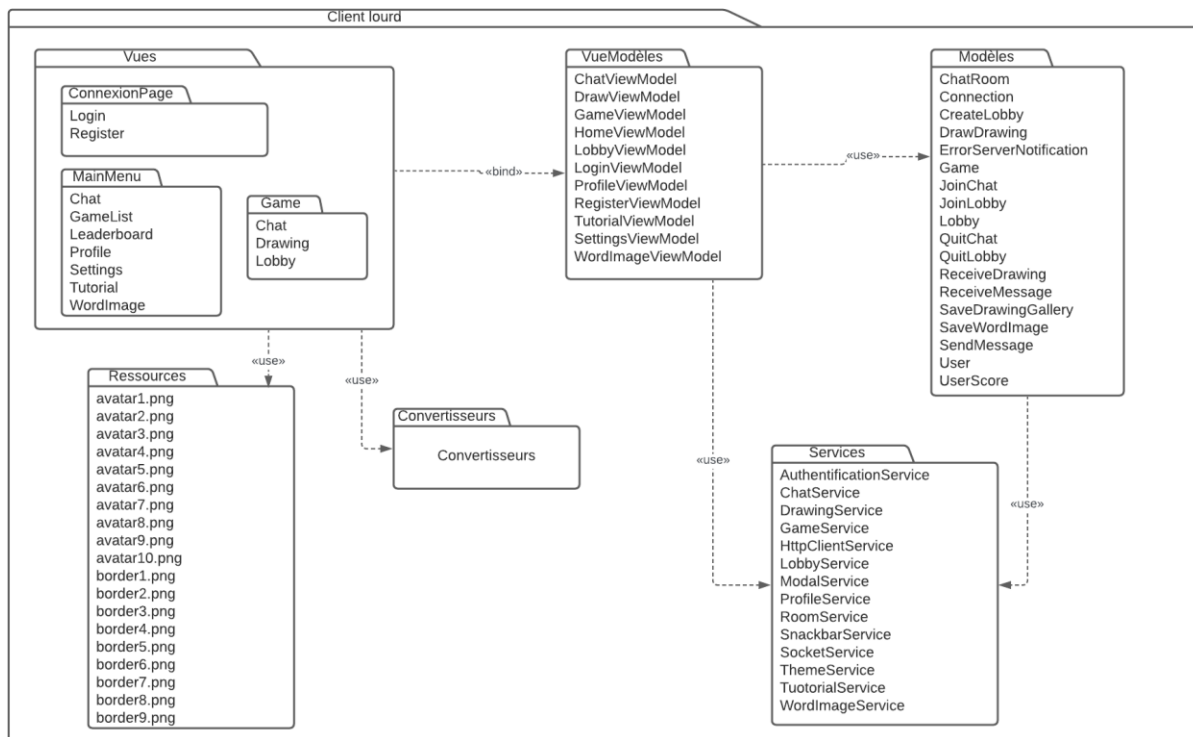 Client lourd
Vues
ConnexionPage
Login
Register
MainMenu
Chat
GameList
Leaderboard
Profile
Settings
Tutorial
WordImage
Game
Chat
Drawing
Lobby
«bind»
VueModèles
ChatViewModel
DrawViewModel
GameViewModel
HomeViewModel
LobbyViewModel
LoginViewModel
ProfileViewModel
RegisterViewModel
TutorialViewModel
SettingsViewModel
WordImageViewModel
«use»
Modèles
ChatRoom
Connection
CreateLobby
DrawDrawing
ErrorServerNotification
Game
JoinChat
JoinLobby
Lobby
QuitChat
QuitLobby
ReceiveDrawing
ReceiveMessage
SaveDrawingGallery
SaveWordImage
SendMessage
User
UserScore
«use»
«use»
Ressources
avatar1.png
avatar2.png
avatar3.png
avatar4.png
avatar5.png
avatar6.png
avatar7.png
avatar8.png
avatar9.png
avatar10.png
border1.png
border2.png
border3.png
border4.png
border5.png
border6.png
border7.png
border8.png
border9.png
Convertisseurs
Convertisseurs
«use»
«use»
Services
AuthentificationService
ChatService
DrawingService
GameService
HttpClientService
LobbyService
ModalService
ProfileService
RoomService
SnackbarService
SocketService
ThemeService
TuotorialService
WordImageService